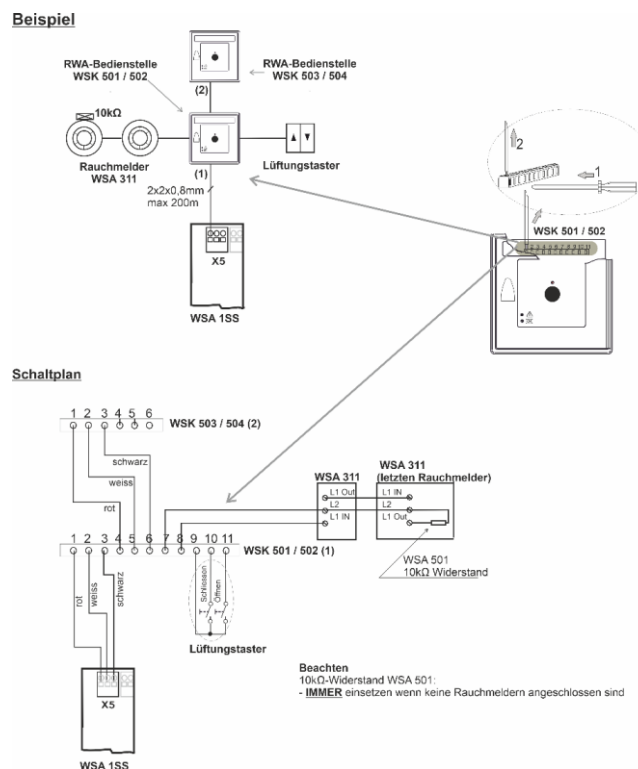 Beispiel
RWA-Bedienstelle
WSK 501 / 502
RWA-Bedienstelle
WSK 503 / 504
(2)
10kΩ
Rauchmelder
WSA 311
(1)
Lüftungstaster
2x2x0,8mm
max 200m
X5
WSA 1SS
2
1
WSK 501 / 502
Schaltplan
1 2 3 4 5 6
WSK 503 / 504 (2)
schwarz
weiss
rot
WSA 311
L1 Out
L2
L1 IN
WSA 311
(letzten Rauchmelder)
L1 IN
L2
L1 Out
WSA 501
10kΩ Widerstand
1 2 3 4 5 6 7 8 9 10 11
WSK 501 / 502 (1)
rot
weiss
schwarz
Schliessen
Öffnen
Lüftungstaster
X5
WSA 1SS
Beachten
10kΩ-Widerstand WSA 501:
- IMMER einsetzen wenn keine Rauchmeldern angeschlossen sind